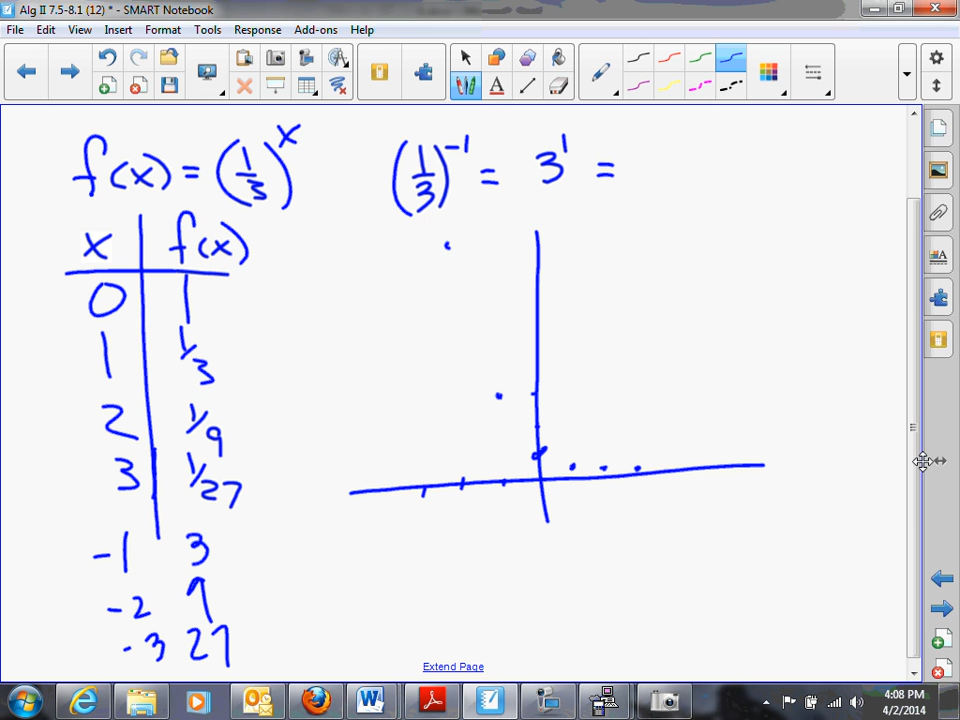 Alg II 7.5-8.1 (12) * - SMART Notebook
File Edit View Insert Format Tools Response Add-ons Help
f(x) = (1/3)^x (1/3)^-1 = 3^1 =
x f(x)
0 1
1 1/3
2 1/9
3 1/27
-1 3
-2 9
-3 27
Extend Page
4:08 PM
4/2/2014